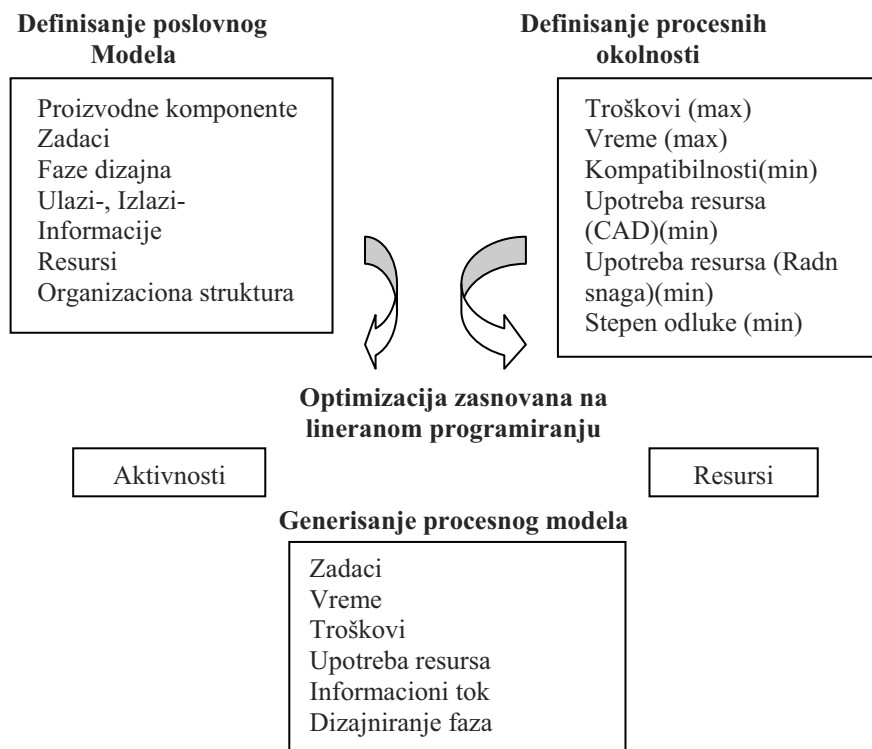 Definisanje poslovnog
Modela
Proizvodne komponente
Zadaci
Faze dizajna
Ulazi-, Izlazi-
Informacije
Resursi
Organizaciona struktura
Definisanje procesnih
okolnosti
Troškovi (max)
Vreme (max)
Kompatibilnosti(min)
Upotreba resursa
(CAD)(min)
Upotreba resursa (Radn
snaga)(min)
Stepen odluke (min)
Optimizacija zasnovana na
lineranom programiranju
Aktivnosti
Resursi
Generisanje procesnog modela
Zadaci
Vreme
Troškovi
Upotreba resursa
Informacioni tok
Dizajniranje faza